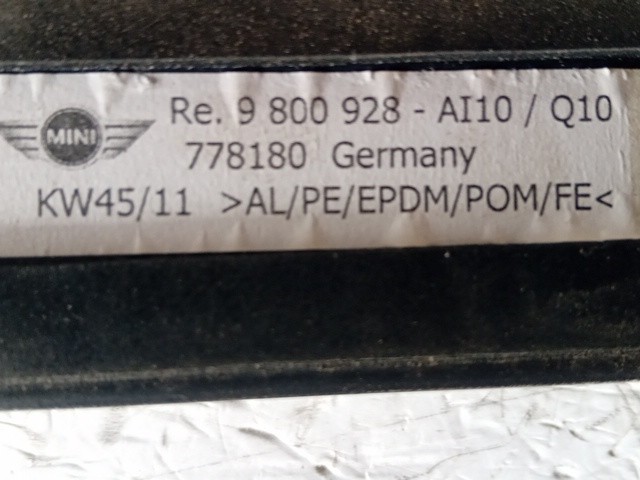 MINI
Re. 9 800 928 - AI10 / Q10
778180 Germany
KW45/11 >AL/PE/EPDM/POM/FE<